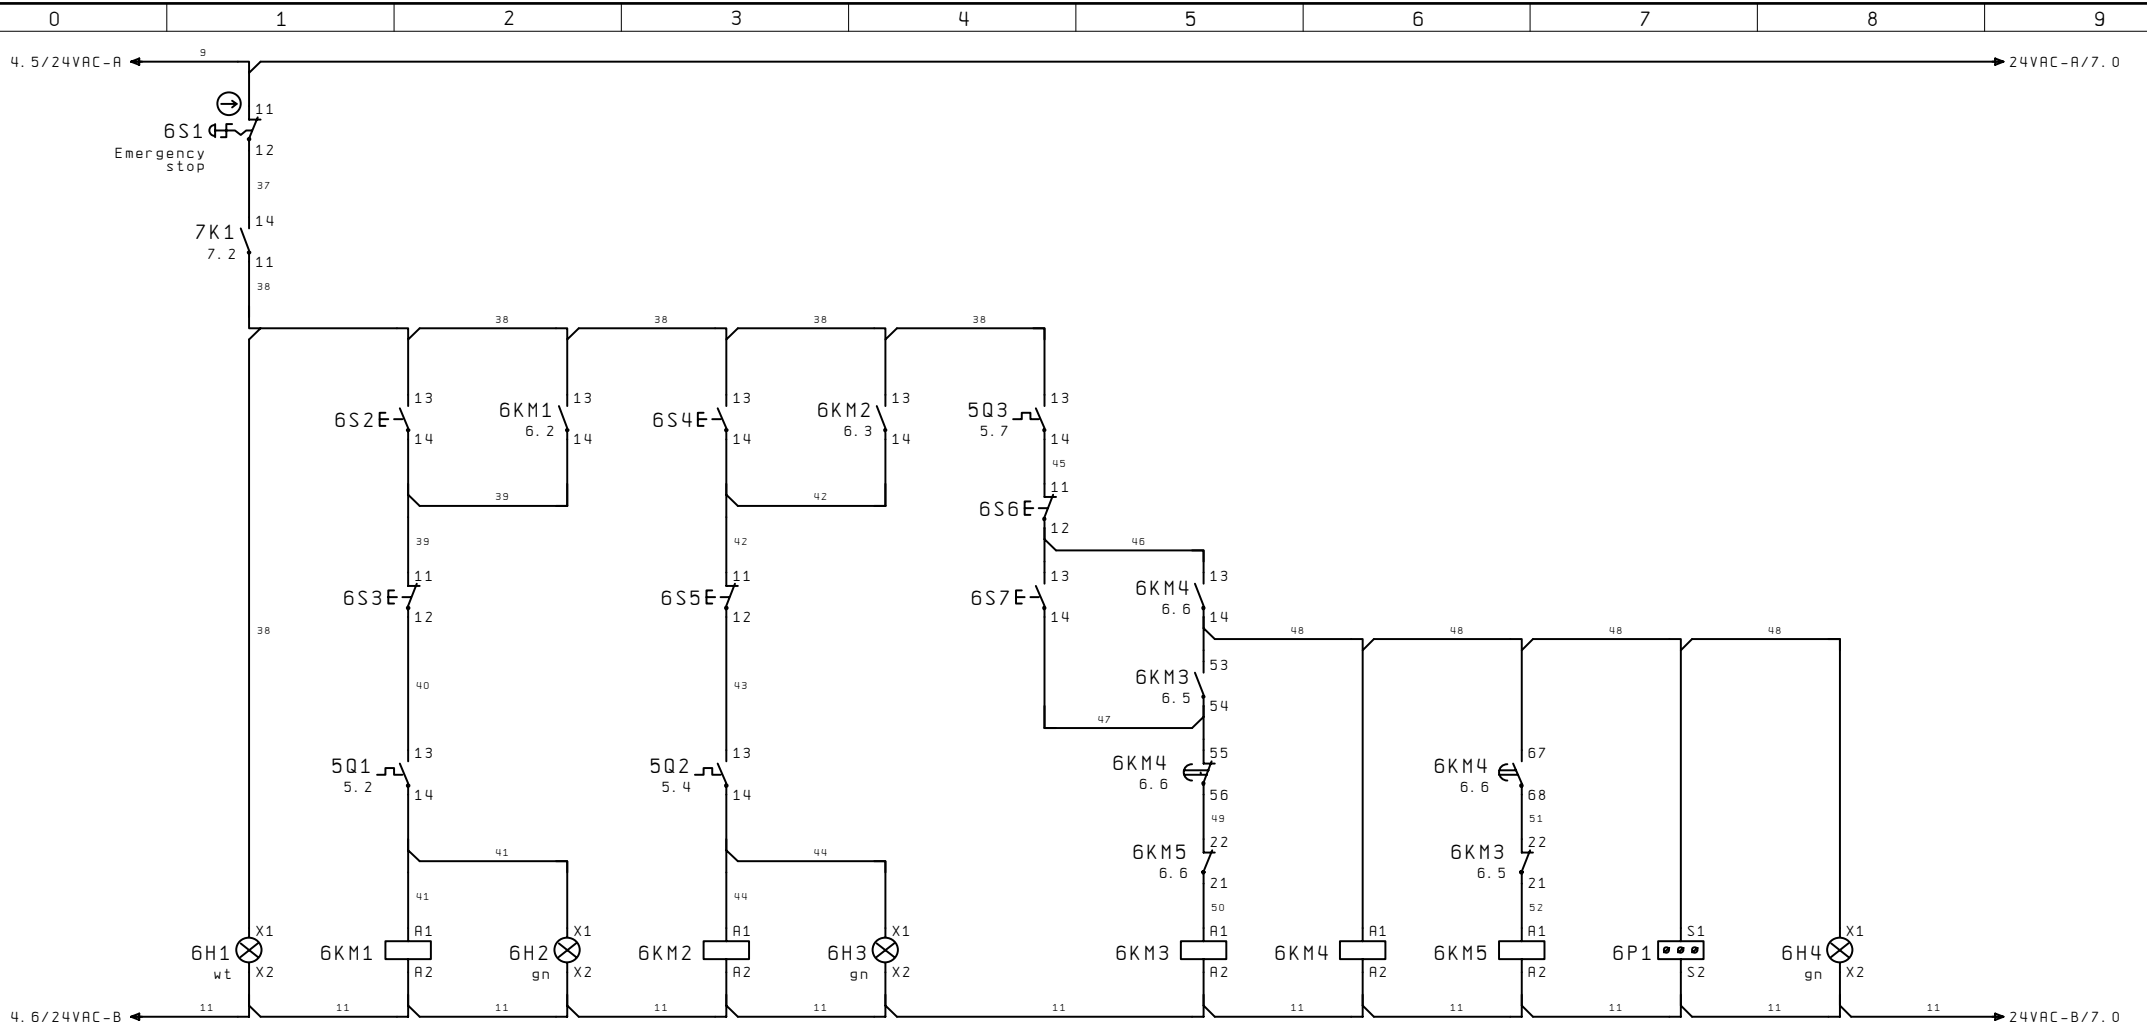 0 1 2 3 4 5 6 7 8 9
9
4.5/24VAC-A 24VAC-A/7.0
11
6S1
12
Emergency
stop
37
14
7K1
7.2
11
38
38 38 38 38
13 13 13 13 13
6S2 6KM1 6S4 6KM2 5Q3
6.2 6.3 5.7
14 14 14 14 14
45
11
39 42
6S6
12
39 42 46
11 11 13 13
6S3 6S5 6S7 6KM4
6.6
12 12 14 14
38 48 48 48 48
53
6KM3
6.5
40 43
54
47
13 13 55 67
5Q1 5Q2 6KM4 6KM4
5.2 5.4 6.6 6.6
14 14 56 68
49 51
22 22
41 44 6KM5 6KM3
6.6 6.5
21 21
41 44 50 52
X1 A1 X1 A1 X1 A1 A1 A1 S1 X1
6H1 6KM1 6H2 6KM2 6H3 6KM3 6KM4 6KM5 6P1 6H4
wt gn gn gn
X2 A2 X2 A2 X2 A2 A2 A2 S2 X2
11 11 11 11 11 11 11 11 11 11 11
4.6/24VAC-B 24VAC-B/7.0